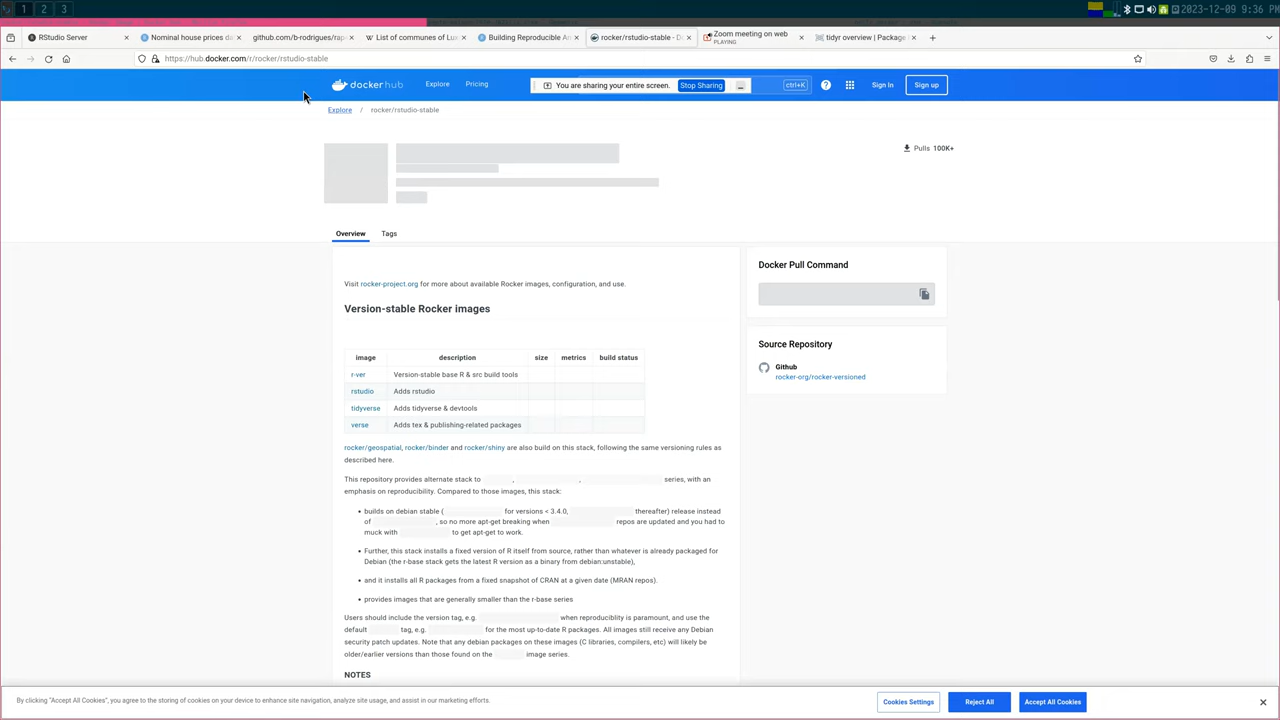 1 2 3 2023-12-09 9:36 PM
RStudio Server Nominal house prices da github.com/b-rodrigues/rap- List of communes of Lux Building Reproducible An rocker/rstudio-stable - Do Zoom meeting on web tidyr overview | Package
PLAYING
https://hub.docker.com/r/rocker/rstudio-stable
dockerhub Explore Pricing You are sharing your entire screen. Stop Sharing ctrl+K Sign In Sign up
Explore / rocker/rstudio-stable
Pulls 100K+
Overview Tags
Docker Pull Command
Visit rocker-project.org for more about available Rocker images, configuration, and use.
Version-stable Rocker images
Source Repository
image description size metrics build status
Github
r-ver Version-stable base R & src build tools
rocker-org/rocker-versioned
rstudio Adds rstudio
tidyverse Adds tidyverse & devtools
verse Adds tex & publishing-related packages
rocker/geospatial, rocker/binder and rocker/shiny are also build on this stack, following the same versioning rules as
described here.
This repository provides alternate stack to , , series, with an
emphasis on reproducibility. Compared to those images, this stack:
• builds on debian stable ( for versions < 3.4.0, thereafter) release instead
of , so no more apt-get breaking when repos are updated and you had to
muck with to get apt-get to work.
• Further, this stack installs a fixed version of R itself from source, rather than whatever is already packaged for
Debian (the r-base stack gets the latest R version as a binary from debian:unstable),
• and it installs all R packages from a fixed snapshot of CRAN at a given date (MRAN repos).
• provides images that are generally smaller than the r-base series
Users should include the version tag, e.g. when reproduciblity is paramount, and use the
default tag, e.g. for the most up-to-date R packages. All images still receive any Debian
security patch updates. Note that any debian packages on these images (C libraries, compilers, etc) will likely be
older/earlier versions than those found on the image series.
NOTES
By clicking "Accept All Cookies", you agree to the storing of cookies on your device to enhance site navigation, analyze site usage, and assist in our marketing efforts. Cookies Settings Reject All Accept All Cookies